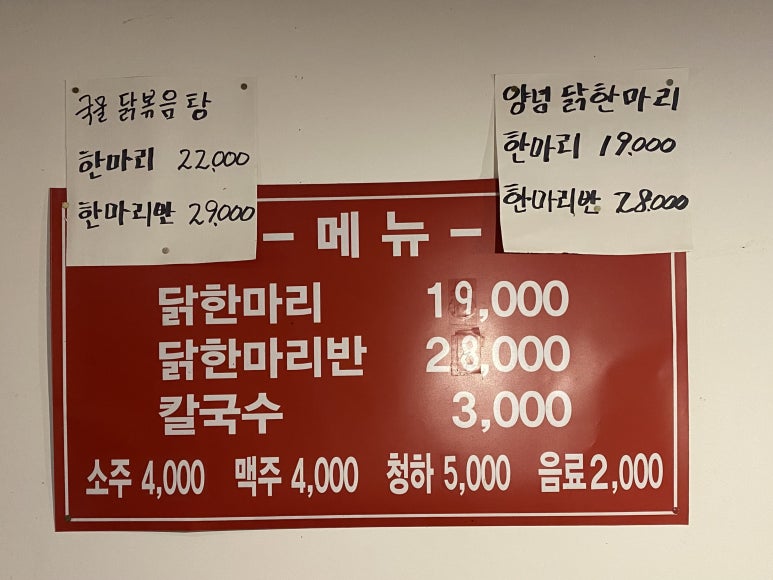 국물 닭볶음탕
한마리 22,000
한마리반 29,000
양념 닭한마리
한마리 19,000
한마리반 28,000
- 메뉴 -
닭한마리 19,000
닭한마리반 28,000
칼국수 3,000
소주 4,000 맥주 4,000 청하 5,000 음료 2,000